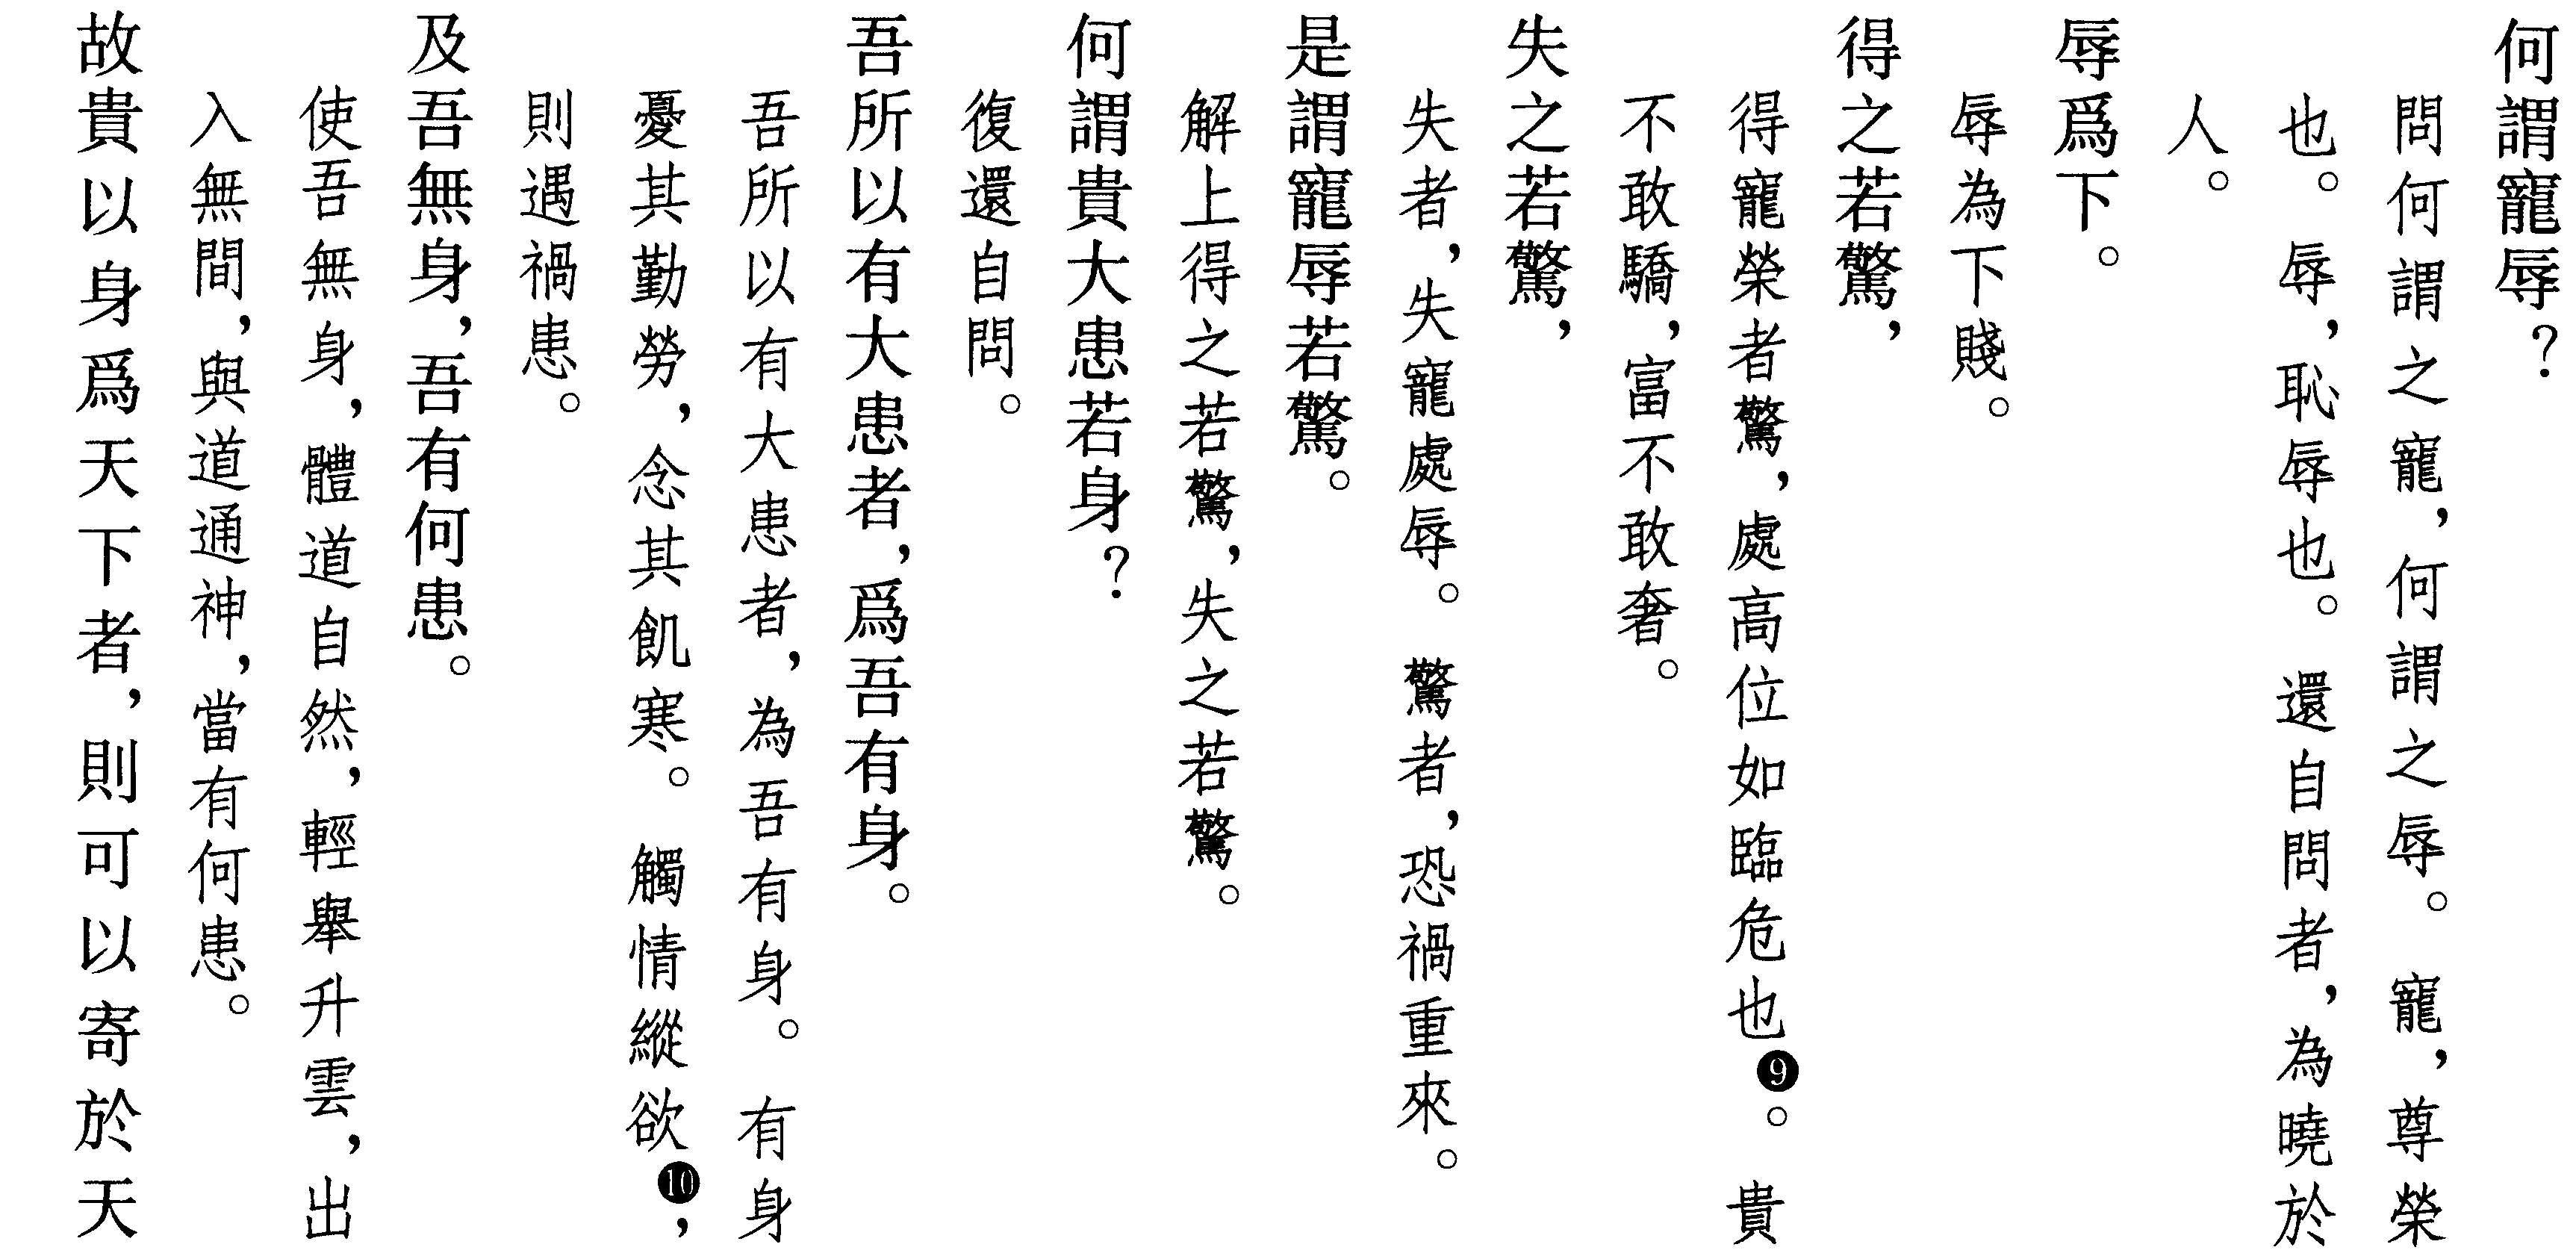 何謂寵辱？
問何謂之寵，何謂之辱。寵，尊榮
也。辱，恥辱也。還自問者，為曉於
人。
辱爲下。
辱為下賤。
得之若驚，
得寵榮者驚，處高位如臨危也❾。貴
不敢驕，富不敢奢。
失之若驚，
失者，失寵處辱。驚者，恐禍重來。
是謂寵辱若驚。
解上得之若驚，失之若驚。
何謂貴大患若身？
復還自問。
吾所以有大患者，爲吾有身。
吾所以有大患者，為吾有身。有身
憂其勤勞，念其飢寒。觸情縱欲❿，
則遇禍患。
及吾無身，吾有何患。
使吾無身，體道自然，輕舉升雲，出
入無間，與道通神，當有何患。
故貴以身爲天下者，則可以寄於天